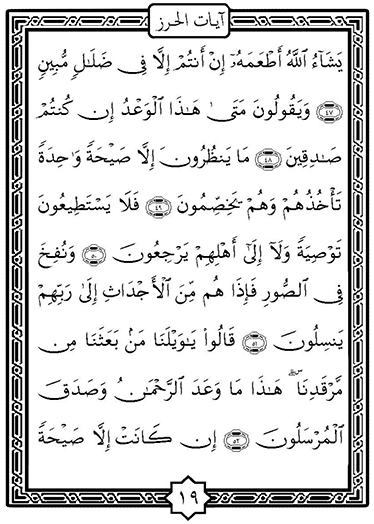 آيات الحرز
يَشَآءُ ٱللَّهُ أَطْعَمَهُۥٓ إِنْ أَنتُمْ إِلَّا فِى ضَلَـٰلٍ مُّبِينٍ
﴿٤٧﴾ وَيَقُولُونَ مَتَىٰ هَـٰذَا ٱلْوَعْدُ إِن كُنتُمْ
صَـٰدِقِينَ ﴿٤٨﴾ مَا يَنظُرُونَ إِلَّا صَيْحَةً وَٰحِدَةً
تَأْخُذُهُمْ وَهُمْ يَخِصِّمُونَ ﴿٤٩﴾ فَلَا يَسْتَطِيعُونَ
تَوْصِيَةً وَلَآ إِلَىٰٓ أَهْلِهِمْ يَرْجِعُونَ ﴿٥٠﴾ وَنُفِخَ
فِى ٱلصُّورِ فَإِذَا هُم مِّنَ ٱلْأَجْدَاثِ إِلَىٰ رَبِّهِمْ
يَنسِلُونَ ﴿٥١﴾ قَالُوا۟ يَـٰوَيْلَنَا مَنۢ بَعَثَنَا مِن
مَّرْقَدِنَا ۜ ۗ هَـٰذَا مَا وَعَدَ ٱلرَّحْمَـٰنُ وَصَدَقَ
ٱلْمُرْسَلُونَ ﴿٥٢﴾ إِن كَانَتْ إِلَّا صَيْحَةً
١٩